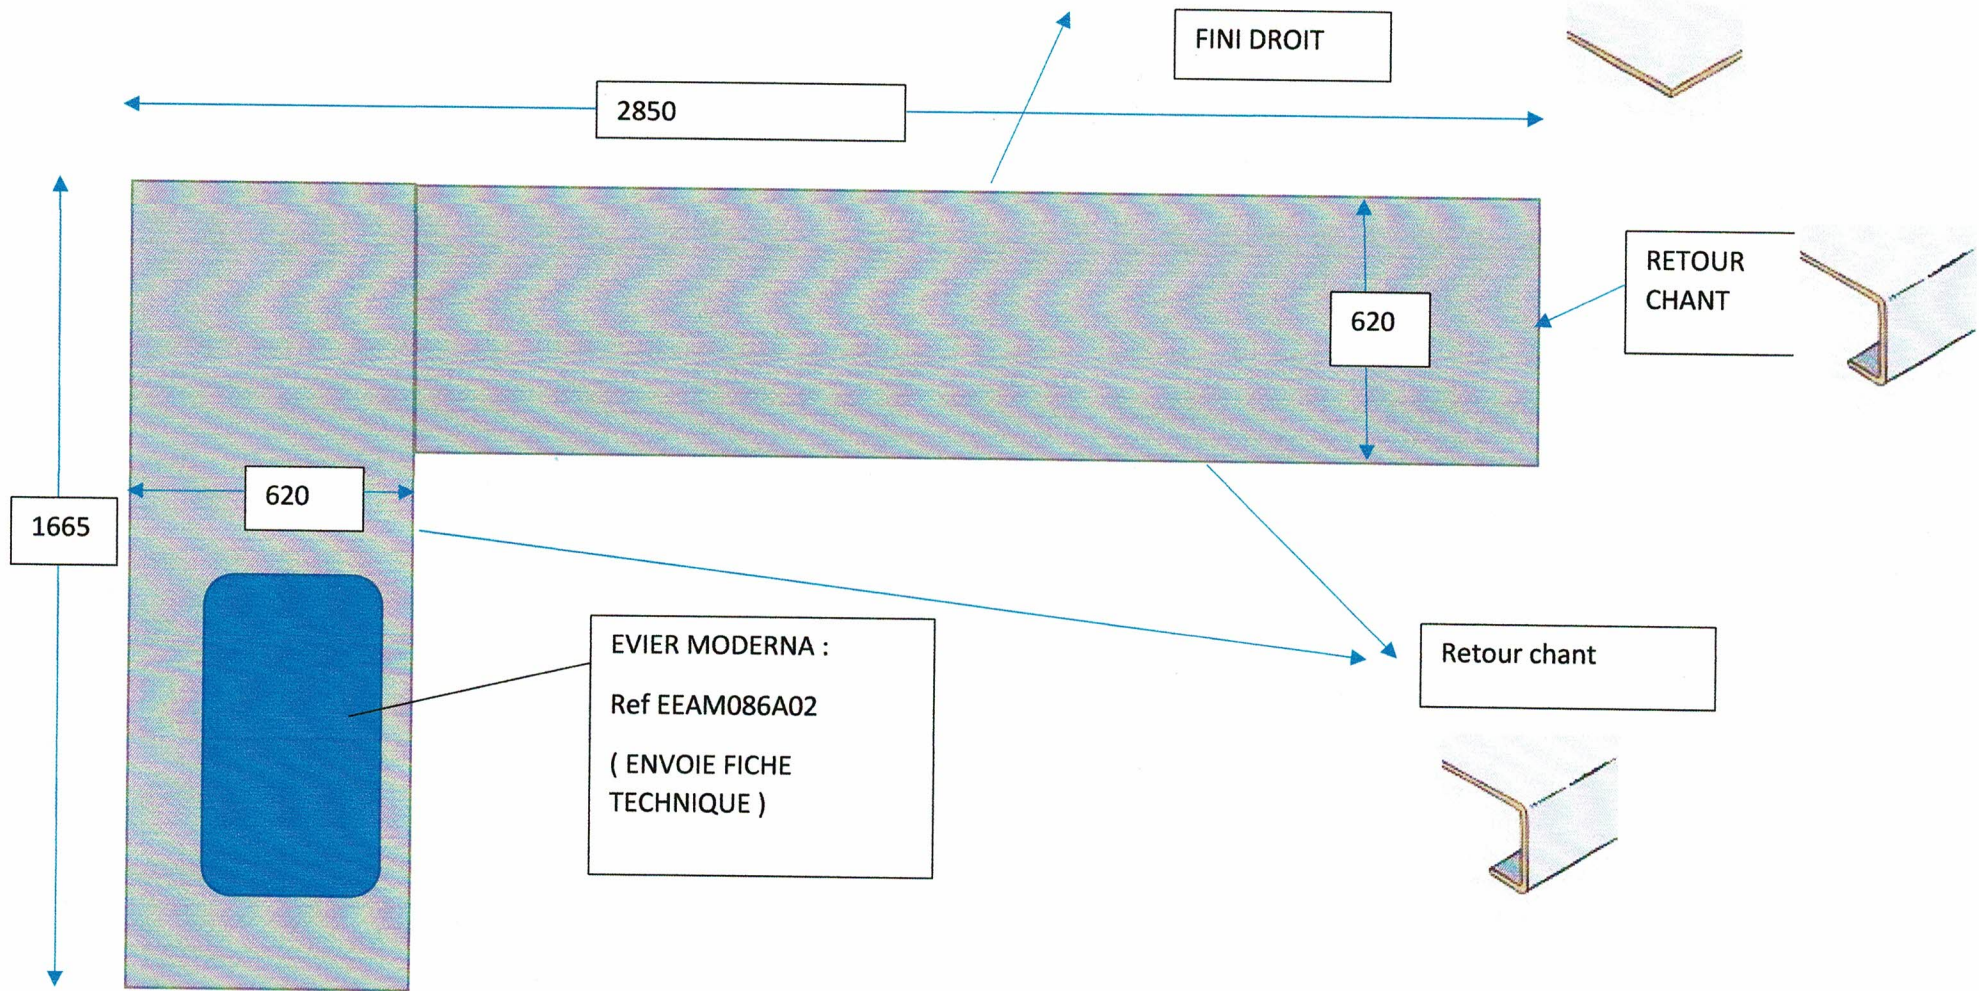 FINI DROIT
2850
RETOUR
CHANT
620
620
1665
EVIER MODERNA :
Ref EEAM086A02
( ENVOIE FICHE
TECHNIQUE )
Retour chant